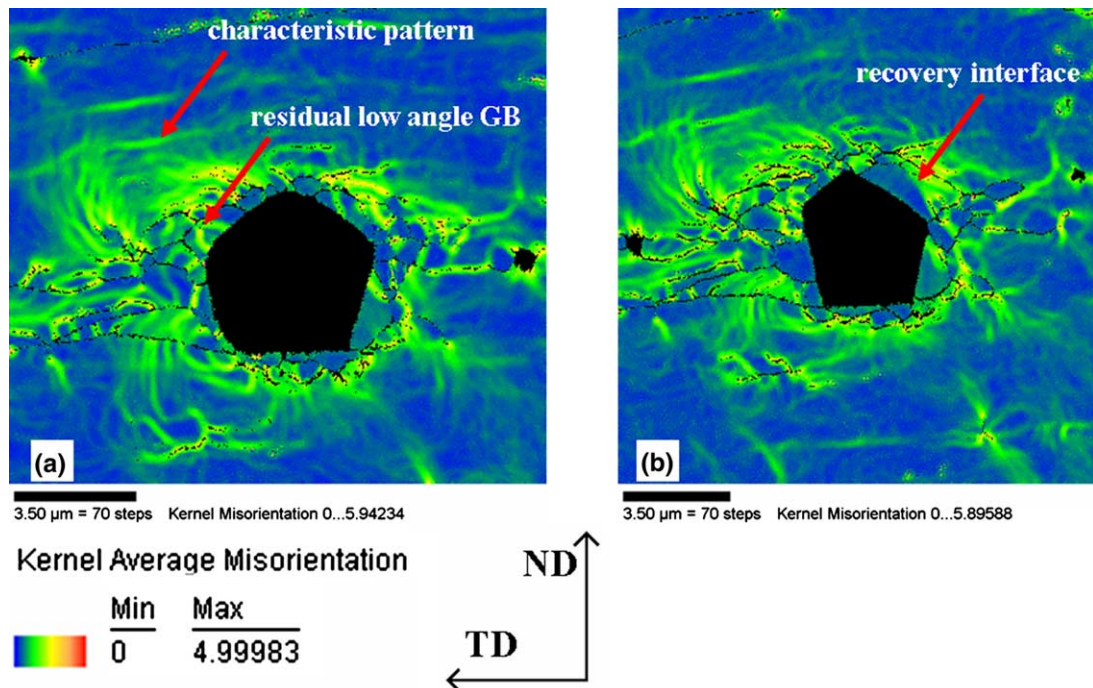 characteristic pattern
residual low angle GB
recovery interface
(a)
(b)
3.50 µm = 70 steps Kernel Misorientation 0...5.94234
3.50 µm = 70 steps Kernel Misorientation 0...5.89588
Kernel Average Misorientation
Min Max
0 4.99983
ND
TD